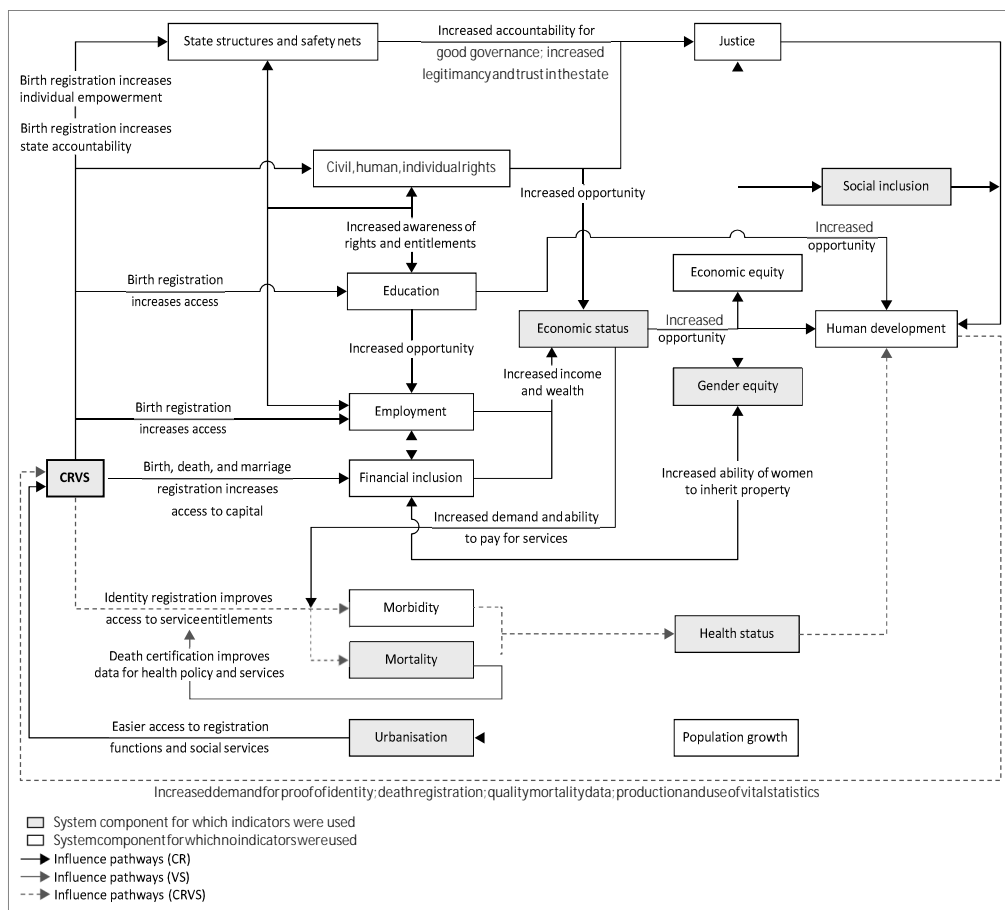 State structures and safety nets
Increased accountability for
good governance; increased
legitimancy and trust in the state
Justice
Birth registration increases
individual empowerment
Birth registration increases
state accountability
Civil, human, individual rights
Increased opportunity
Social inclusion
Increased awareness of
rights and entitlements
Increased
opportunity
Birth registration
increases access
Education
Economic equity
Economic status
Increased
opportunity
Human development
Increased opportunity
Increased income
and wealth
Gender equity
Birth registration
increases access
Employment
CRVS
Birth, death, and marriage
registration increases
access to capital
Financial inclusion
Increased ability of women
to inherit property
Increased demand and ability
to pay for services
Identity registration improves
access to service entitlements
Morbidity
Health status
Death certification improves
data for health policy and services
Mortality
Easier access to registration
functions and social services
Urbanisation
Population growth
Increased demand for proof of identity; death registration; quality mortality data; production and use of vital statistics
System component for which indicators were used
System component for which no indicators were used
Influence pathways (CR)
Influence pathways (VS)
Influence pathways (CRVS)